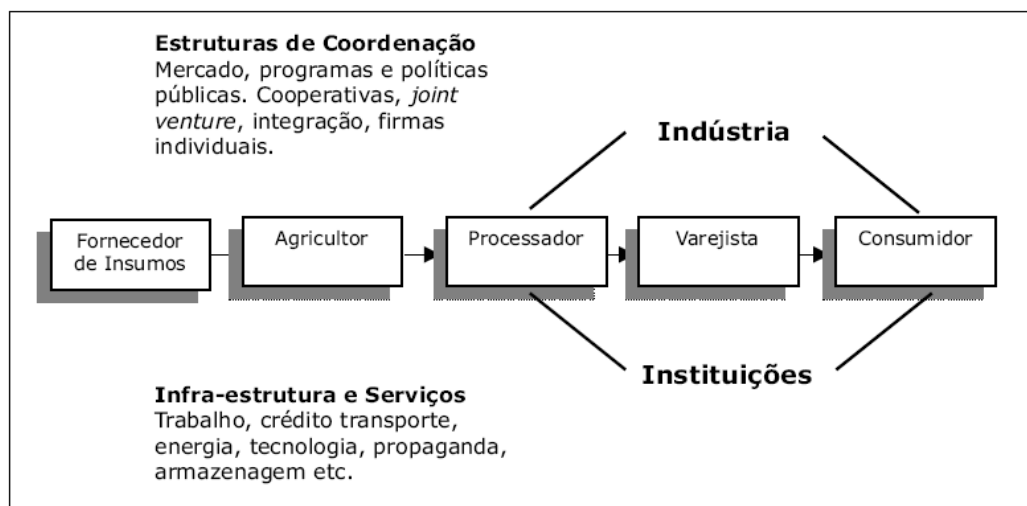 Estruturas de Coordenação
Mercado, programas e políticas
públicas. Cooperativas, joint
venture, integração, firmas
individuais.
Indústria
Fornecedor
de Insumos
Agricultor
Processador
Varejista
Consumidor
Instituições
Infra-estrutura e Serviços
Trabalho, crédito transporte,
energia, tecnologia, propaganda,
armazenagem etc.